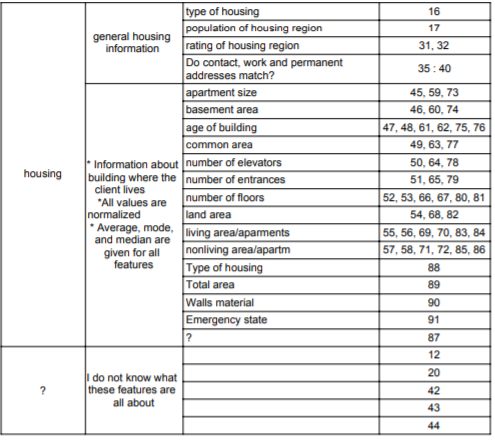 type of housing 16
population of housing region 17
general housing information
rating of housing region 31, 32
Do contact, work and permanent addresses match? 35 : 40
housing
* Information about
building where the
client lives
*All values are
normalized
* Average, mode,
and median are
given for all
features
apartment size 45, 59, 73
basement area 46, 60, 74
age of building 47, 48, 61, 62, 75, 76
common area 49, 63, 77
number of elevators 50, 64, 78
number of entrances 51, 65, 79
number of floors 52, 53, 66, 67, 80, 81
land area 54, 68, 82
living area/aparments 55, 56, 69, 70, 83, 84
nonliving area/apartm 57, 58, 71, 72, 85, 86
Type of housing 88
Total area 89
Walls material 90
Emergency state 91
? 87
?
I do not know what
these features are
all about
12
20
42
43
44